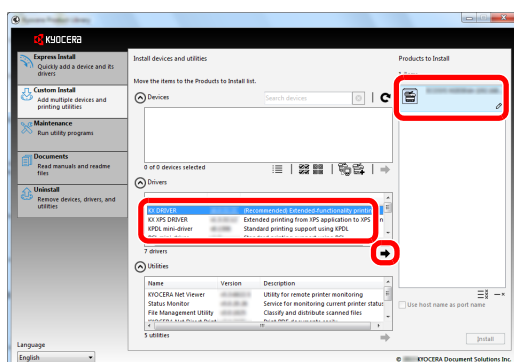 KYOCERA
Express Install
Quickly add a device and its
drivers
Custom Install
Add multiple devices and
printing utilities
Maintenance
Run utility programs
Documents
Read manuals and readme
files
Uninstall
Remove devices, drivers, and
utilities
Language
English
Install devices and utilities
Move the items to the Products to Install list.
Devices
Search devices
0 of 0 devices selected
Drivers
KX DRIVER (Recommended) Extended-functionality printing
KX XPS DRIVER Extended printing from XPS application to XPS
KPDL mini-driver Standard printing support using KPDL
7 drivers
Utilities
Name Version Description
KYOCERA Net Viewer Utility for remote printer monitoring
Status Monitor Service for monitoring current printer status
File Management Utility Classify and distribute scanned files
5 utilities
Products to Install
Use host name as port name
Install
© KYOCERA Document Solutions Inc.